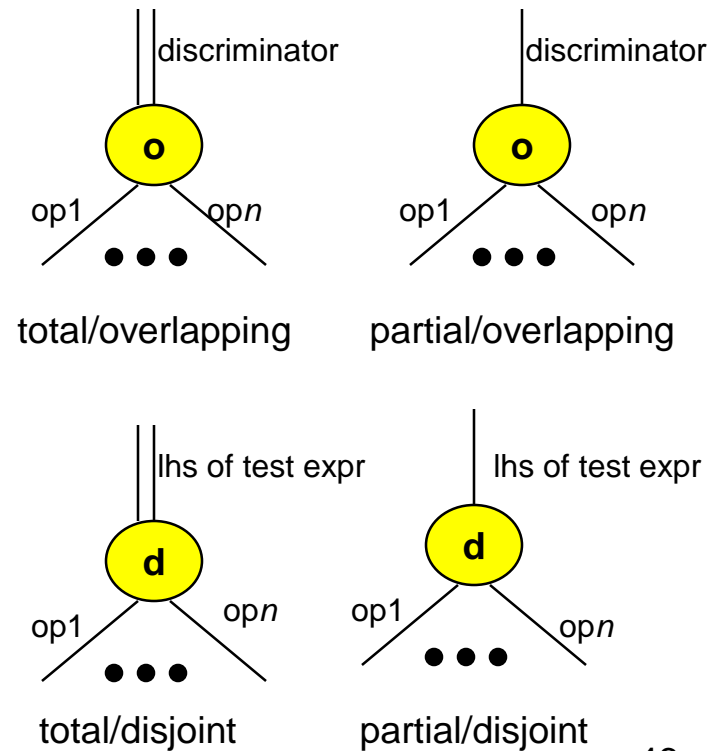 discriminator
discriminator
o
o
op1
opn
op1
opn
total/overlapping
partial/overlapping
lhs of test expr
lhs of test expr
d
d
op1
opn
op1
opn
total/disjoint
partial/disjoint